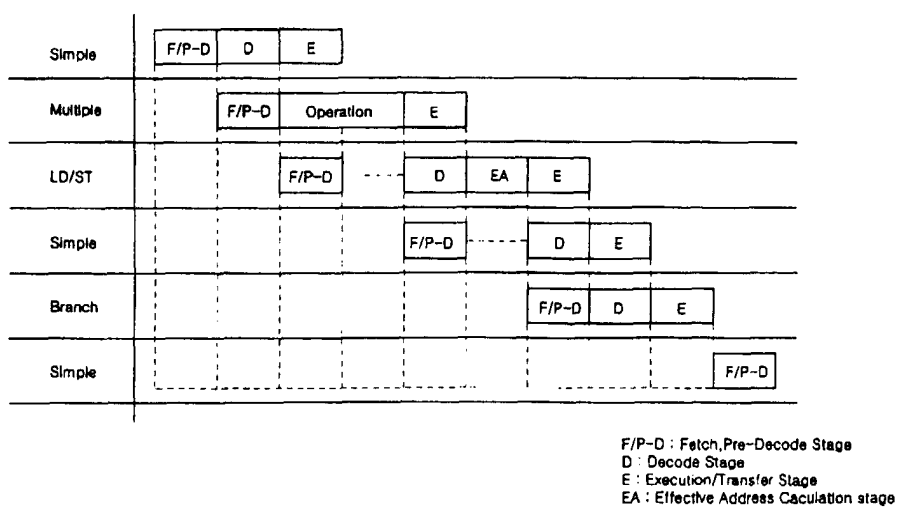 Simple F/P-D D E
Multiple F/P-D Operation E
LD/ST F/P-D D EA E
Simple F/P-D D E
Branch F/P-D D E
Simple F/P-D
F/P-D : Fetch,Pre-Decode Stage
D : Decode Stage
E : Execution/Transfer Stage
EA : Effective Address Caculation stage